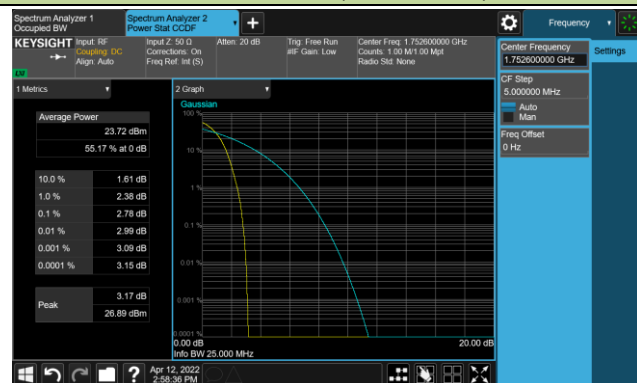 Spectrum Analyzer 1
Occupied BW
Spectrum Analyzer 2
Power Stat CCDF
Frequency
KEYSIGHT
Input: RF
Coupling: DC
Align: Auto
Input Z: 50 Ω
Corrections: On
Freq Ref: Int (S)
Atten: 20 dB
Trig: Free Run
#IF Gain: Low
Center Freq: 1.752600000 GHz
Counts: 1.00 M/1.00 Mpt
Radio Std: None
Center Frequency
1.752600000 GHz
Settings
CF Step
5.000000 MHz
Auto
Man
Freq Offset
0 Hz
1 Metrics
2 Graph
Average Power
23.72 dBm
55.17 % at 0 dB
10.0 % 1.61 dB
1.0 % 2.38 dB
0.1 % 2.78 dB
0.01 % 2.99 dB
0.001 % 3.09 dB
0.0001 % 3.15 dB
Peak
3.17 dB
26.89 dBm
Gaussian
100 %
10 %
1 %
0.1 %
0.01 %
0.001 %
0.0001 %
0.00 dB
20.00 dB
Info BW 25.000 MHz
?
Apr 12, 2022
2:58:36 PM